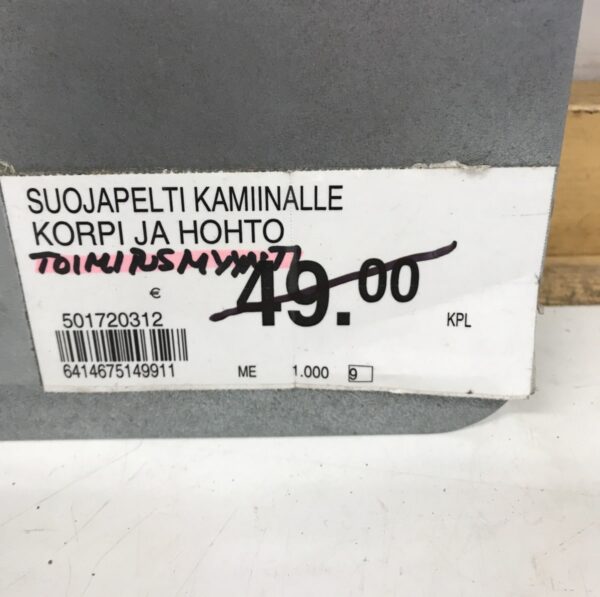 SUOJAPELTI KAMIINALLE
KORPI JA HOHTO
TOIMITUSMYYNTI
€ 49.00 KPL
501720312
6414675149911 ME 1.000 9